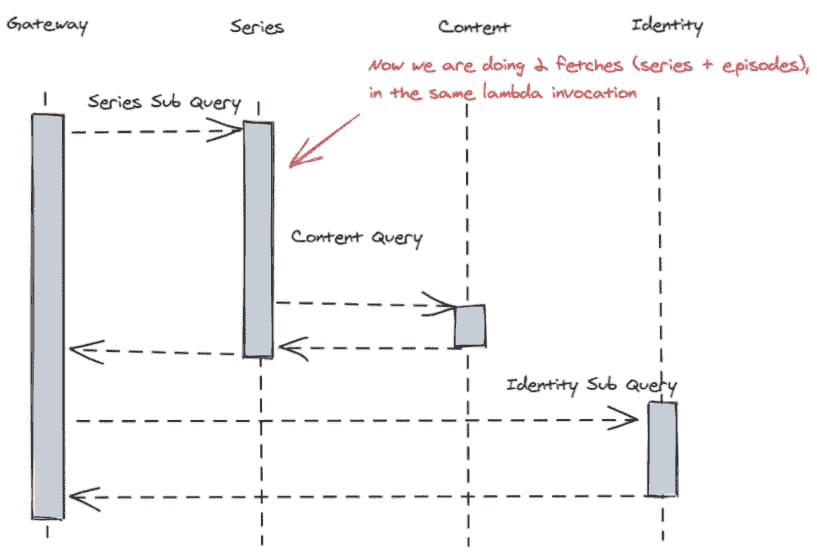 Gateway
Series
Content
Identity
Now we are doing 2 fetches (series + episodes),
in the same lambda invocation
Series Sub Query
Content Query
Identity Sub Query